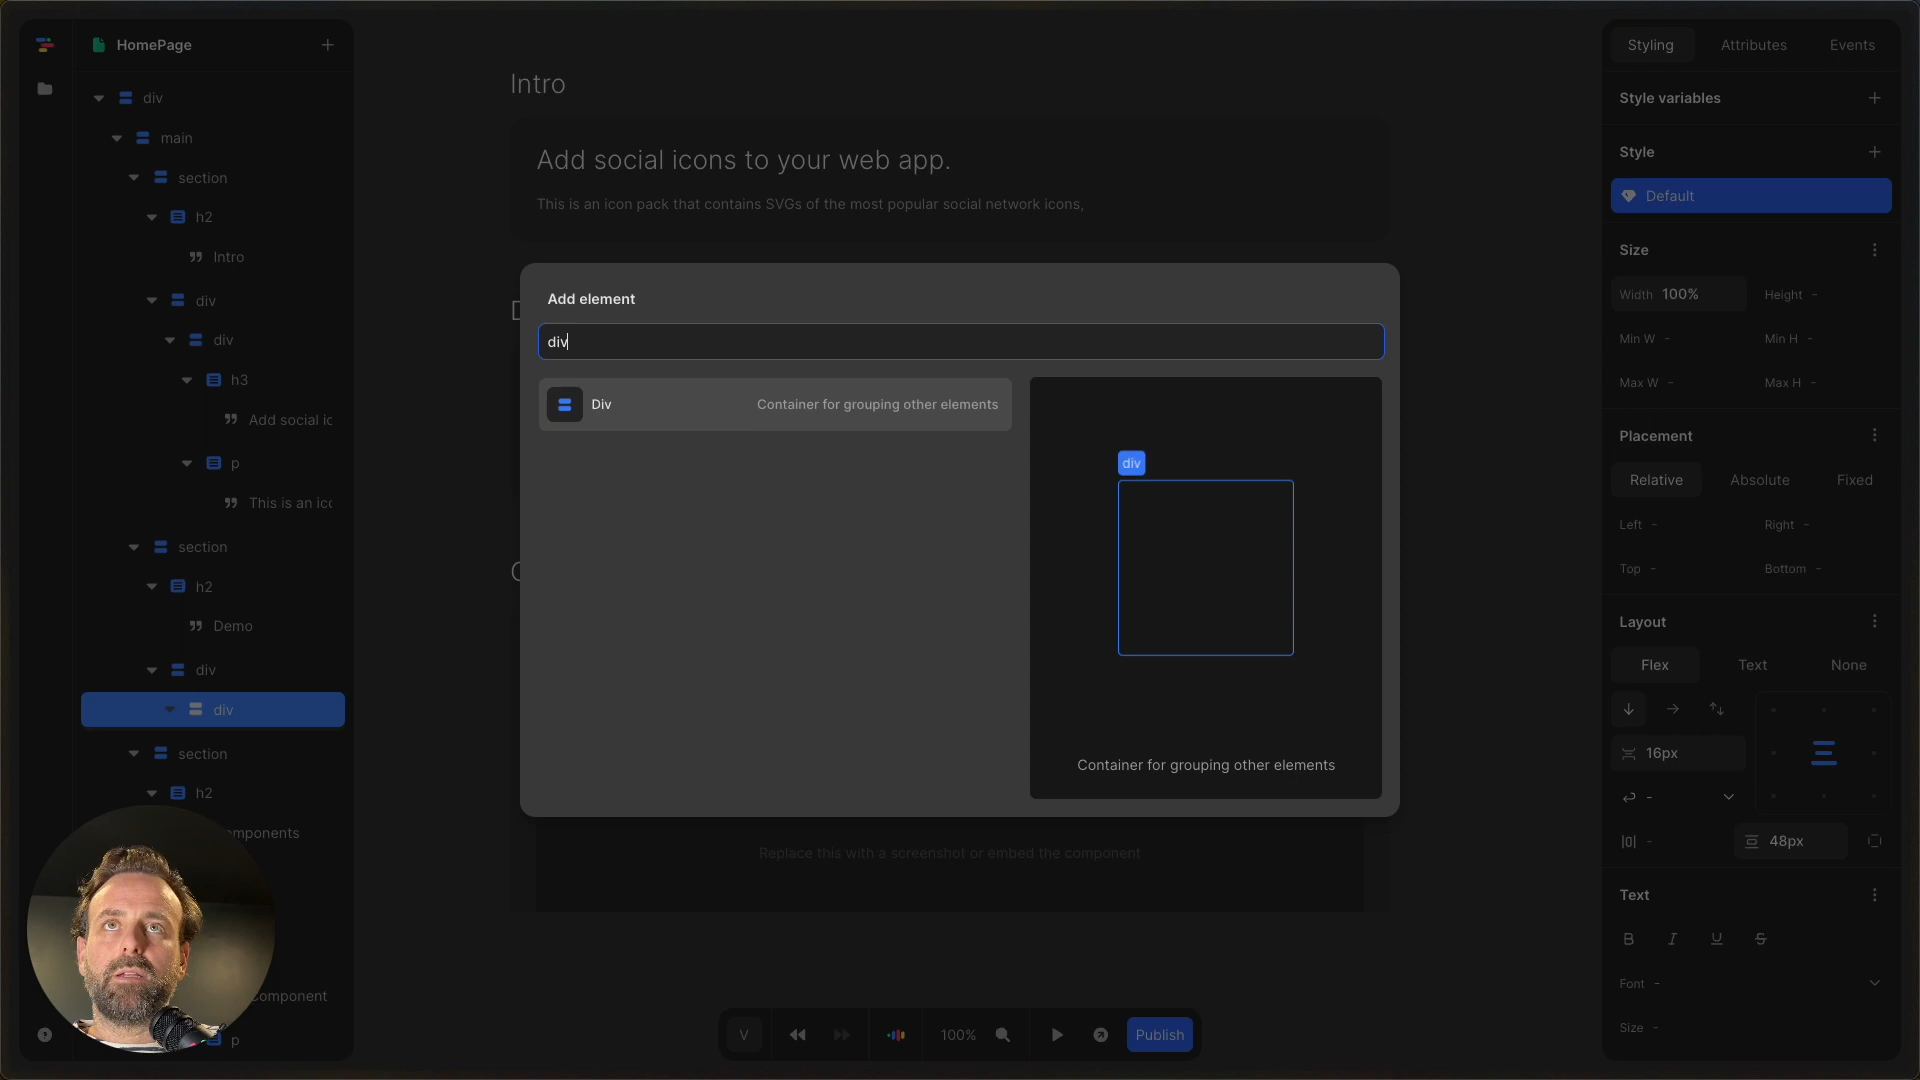 HomePage
div
main
section
h2
Intro
div
div
h3
Add social ic
p
This is an ico
section
h2
Demo
div
div
section
h2
mponents
Component
p
Intro
Add social icons to your web app.
This is an icon pack that contains SVGs of the most popular social network icons,
Add element
div
Div
Container for grouping other elements
div
Container for grouping other elements
Replace this with a screenshot or embed the component
V
100%
Publish
Styling
Attributes
Events
Style variables
Style
Default
Size
Width 100%
Height -
Min W -
Min H -
Max W -
Max H -
Placement
Relative
Absolute
Fixed
Left -
Right -
Top -
Bottom -
Layout
Flex
Text
None
16px
-
-
48px
Text
B
I
U
S
Font -
Size -